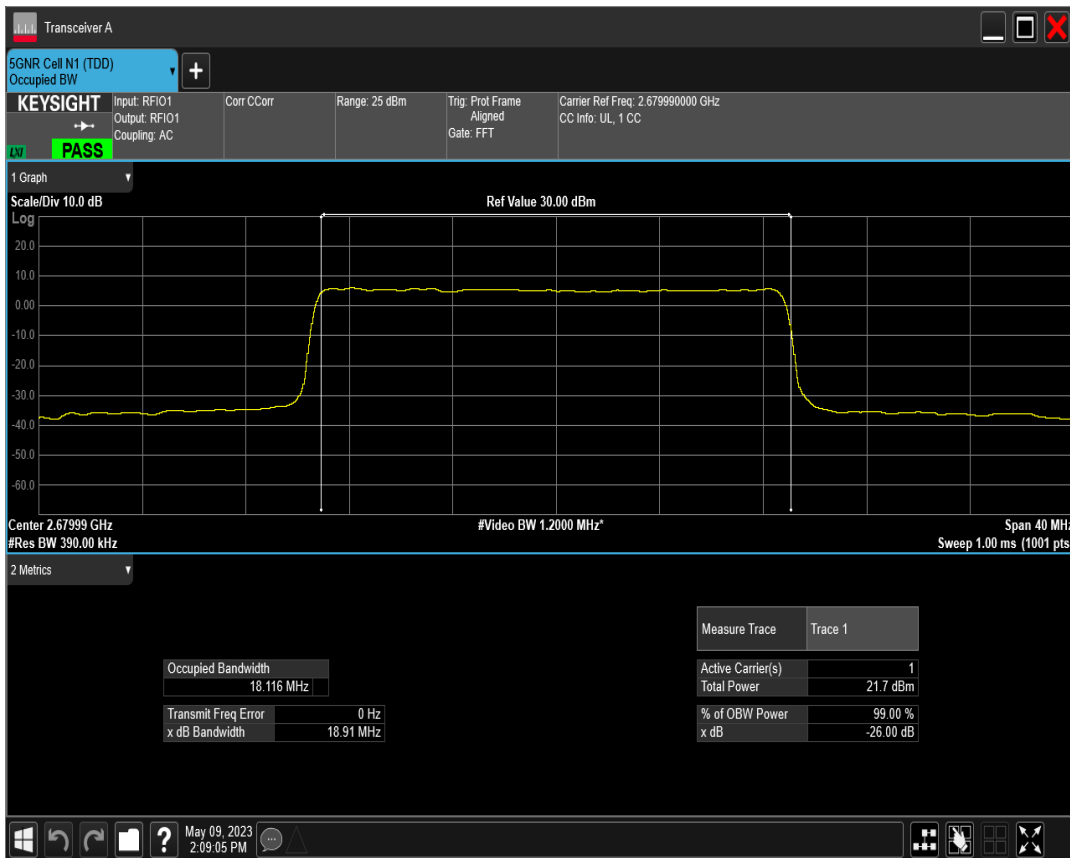 Transceiver A
5GNR Cell N1 (TDD)
Occupied BW
+
KEYSIGHT
LXI
PASS
Input: RFIO1
Output: RFIO1
Coupling: AC
Corr CCorr
Range: 25 dBm
Trig: Prot Frame
Aligned
Gate: FFT
Carrier Ref Freq: 2.679990000 GHz
CC Info: UL, 1 CC
1 Graph
Scale/Div 10.0 dB
Ref Value 30.00 dBm
Log
20.0
10.0
0.00
-10.0
-20.0
-30.0
-40.0
-50.0
-60.0
Center 2.67999 GHz
#Video BW 1.2000 MHz*
Span 40 MHz
#Res BW 390.00 kHz
Sweep 1.00 ms (1001 pts
2 Metrics
Measure Trace Trace 1
Occupied Bandwidth
18.116 MHz
Active Carrier(s) 1
Total Power 21.7 dBm
Transmit Freq Error 0 Hz
x dB Bandwidth 18.91 MHz
% of OBW Power 99.00 %
x dB -26.00 dB
?
May 09, 2023
2:09:05 PM